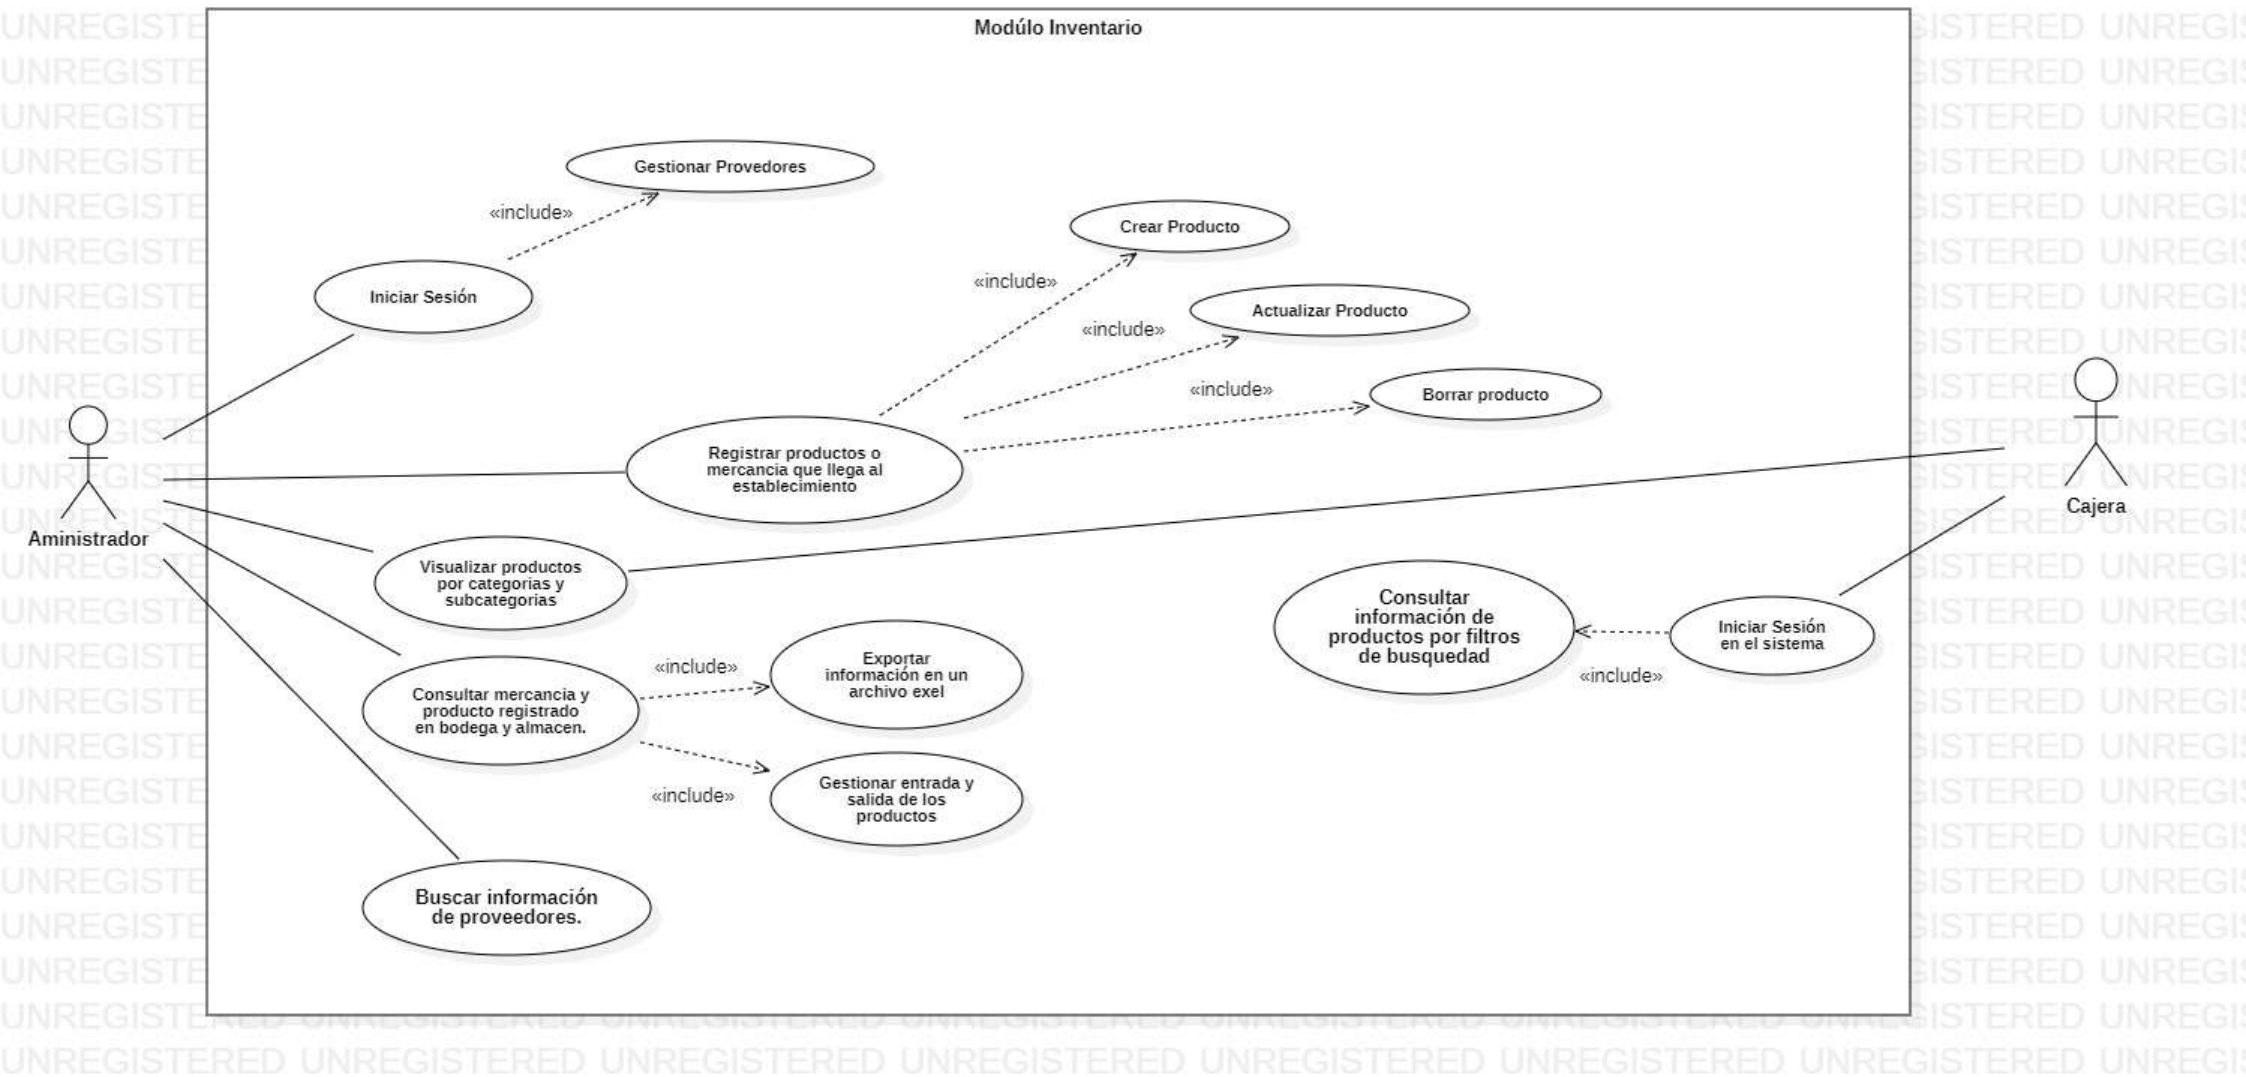 Modúlo Inventario
Gestionar Provedores
«include»
Crear Producto
«include»
Iniciar Sesión
Actualizar Producto
«include»
Borrar producto
«include»
Registrar productos o
mercancia que llega al
establecimiento
Aministrador
Cajera
Visualizar productos
por categorias y
subcategorias
Consultar
información de
productos por filtros
de busquedad
Iniciar Sesión
en el sistema
«include»
Exportar
información en un
archivo exel
«include»
Consultar mercancia y
producto registrado
en bodega y almacen.
Gestionar entrada y
salida de los
productos
«include»
Buscar información
de proveedores.
UNREGISTERED UNREGISTERED UNREGISTERED UNREGISTERED UNREGISTERED UNREGISTERED UNREGISTERED